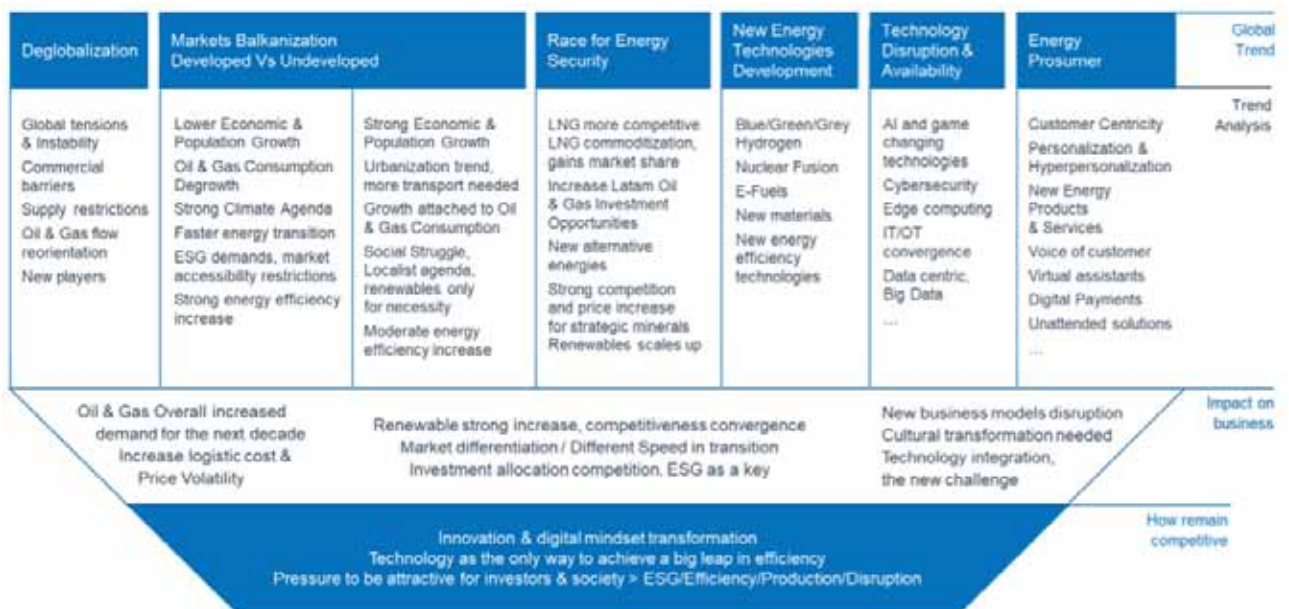 Deglobalization
Markets Balkanization
Developed Vs Undeveloped
Race for Energy
Security
New Energy
Technologies
Development
Technology
Disruption &
Availability
Energy
Prosumer
Global
Trend
Global tensions
& Instability
Commercial
barriers
Supply restrictions
Oil & Gas flow
reorientation
New players
Lower Economic &
Population Growth
Oil & Gas Consumption
Degrowth
Strong Climate Agenda
Faster energy transition
ESG demands, market
accessibility restrictions
Strong energy efficiency
increase
Strong Economic &
Population Growth
Urbanization trend,
more transport needed
Growth attached to Oil
& Gas Consumption
Social Struggle,
Localist agenda,
renewables only
for necessity
Moderate energy
efficiency increase
LNG more competitive
LNG commoditization,
gains market share
Increase Latam Oil
& Gas Investment
Opportunities
New alternative
energies
Strong competition
and price increase
for strategic minerals
Renewables scales up
Blue/Green/Grey
Hydrogen
Nuclear Fusion
E-Fuels
New materials
New energy
efficiency
technologies
AI and game
changing
technologies
Cybersecurity
Edge computing
IT/OT
convergence
Data centric,
Big Data
...
Customer Centricity
Personalization &
Hyperpersonalization
New Energy
Products
& Services
Voice of customer
Virtual assistants
Digital Payments
Unattended solutions
...
Trend
Analysis
Oil & Gas Overall increased
demand for the next decade
Increase logistic cost &
Price Volatility
Renewable strong increase, competitiveness convergence
Market differentiation / Different Speed in transition
Investment allocation competition. ESG as a key
New business models disruption
Cultural transformation needed
Technology integration,
the new challenge
Impact on
business
Innovation & digital mindset transformation
Technology as the only way to achieve a big leap in efficiency
Pressure to be attractive for investors & society > ESG/Efficiency/Production/Disruption
How remain
competitive